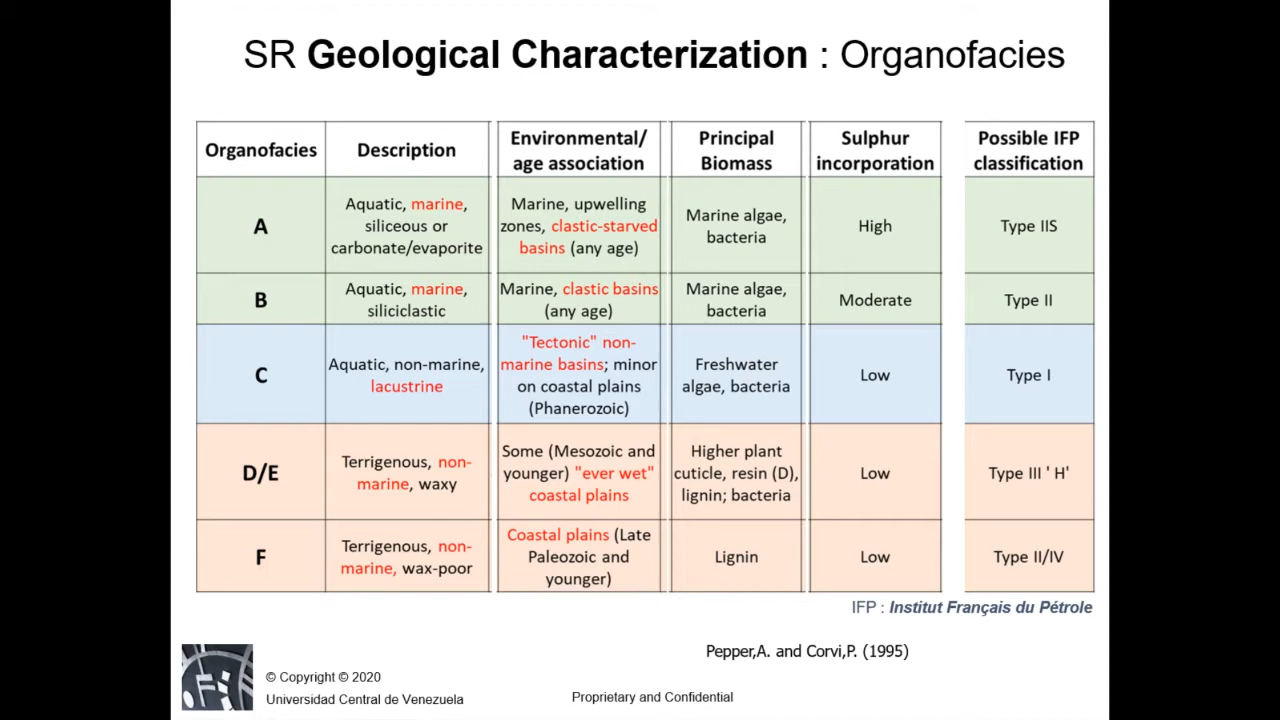 SR Geological Characterization : Organofacies
Organofacies
Description
Environmental/
age association
Principal
Biomass
Sulphur
incorporation
Possible IFP
classification
A
Aquatic, marine,
siliceous or
carbonate/evaporite
Marine, upwelling
zones, clastic-starved
basins (any age)
Marine algae,
bacteria
High
Type IIS
B
Aquatic, marine,
siliciclastic
Marine, clastic basins
(any age)
Marine algae,
bacteria
Moderate
Type II
C
Aquatic, non-marine,
lacustrine
"Tectonic" non-
marine basins; minor
on coastal plains
(Phanerozoic)
Freshwater
algae, bacteria
Low
Type I
D/E
Terrigenous, non-
marine, waxy
Some (Mesozoic and
younger) "ever wet"
coastal plains
Higher plant
cuticle, resin (D),
lignin; bacteria
Low
Type III ' H'
F
Terrigenous, non-
marine, wax-poor
Coastal plains (Late
Paleozoic and
younger)
Lignin
Low
Type II/IV
IFP : Institut Français du Pétrole
Pepper,A. and Corvi,P. (1995)
© Copyright © 2020
Universidad Central de Venezuela
Proprietary and Confidential